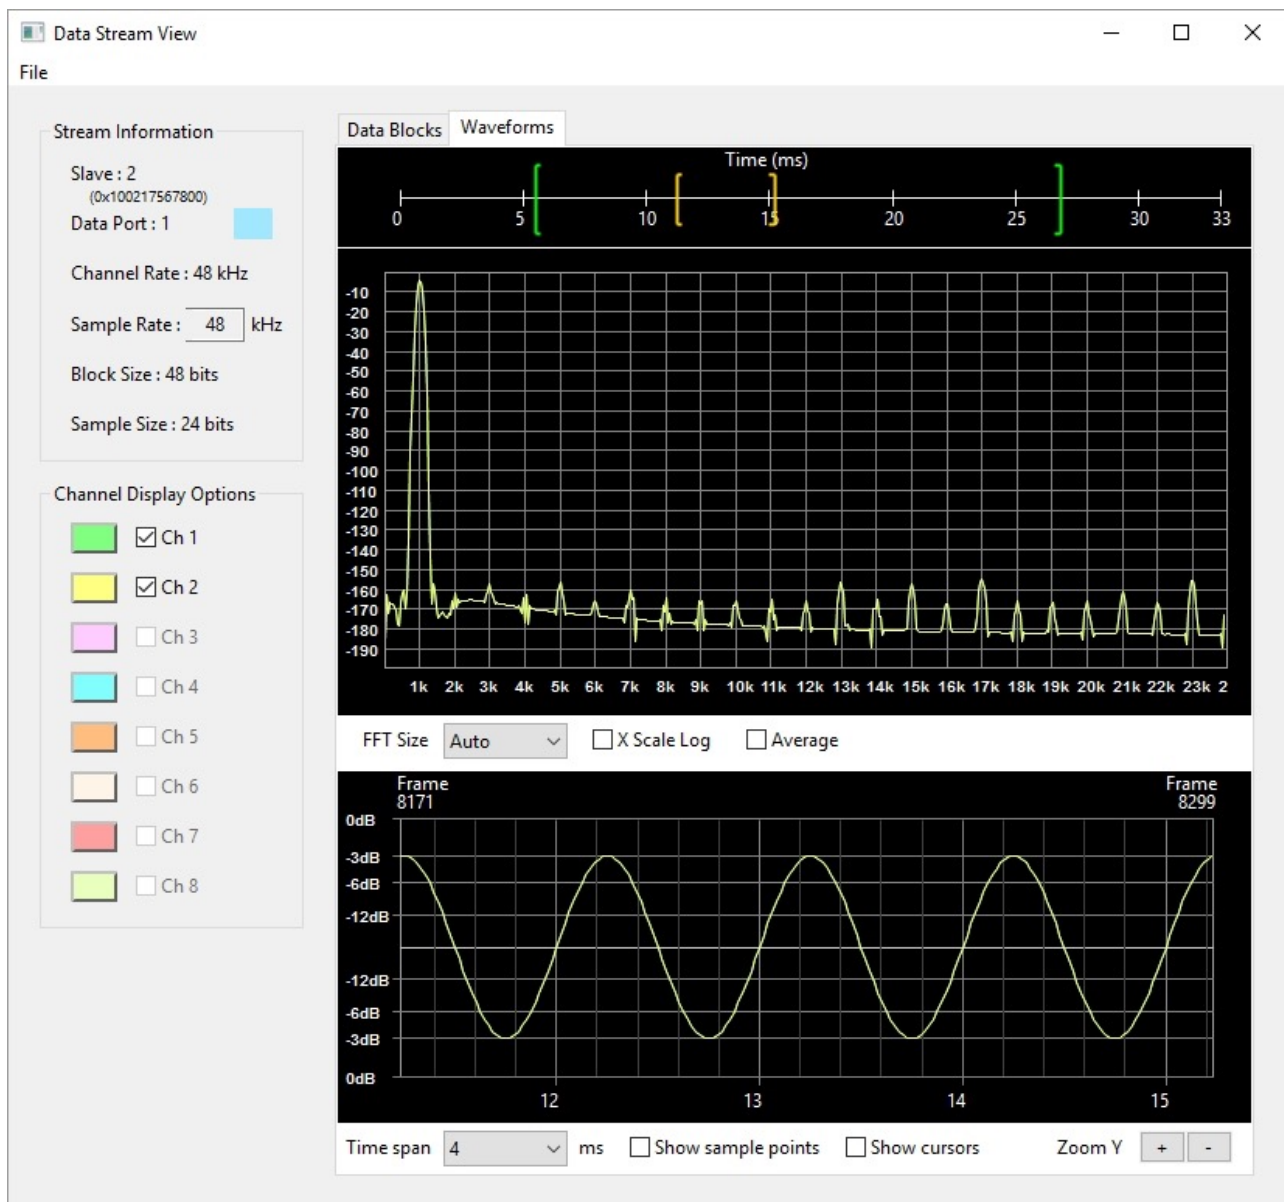 Data Stream View
File
Stream Information
Slave : 2
(0x100217567800)
Data Port : 1
Channel Rate : 48 kHz
Sample Rate : 48 kHz
Block Size : 48 bits
Sample Size : 24 bits
Channel Display Options
Ch 1
Ch 2
Ch 3
Ch 4
Ch 5
Ch 6
Ch 7
Ch 8
Data Blocks Waveforms
Time (ms)
0 5 10 15 20 25 30 33
-10
-20
-30
-40
-50
-60
-70
-80
-90
-100
-110
-120
-130
-140
-150
-160
-170
-180
-190
1k 2k 3k 4k 5k 6k 7k 8k 9k 10k 11k 12k 13k 14k 15k 16k 17k 18k 19k 20k 21k 22k 23k 2
FFT Size Auto X Scale Log Average
Frame Frame
8171 8299
0dB
-3dB
-6dB
-12dB
-12dB
-6dB
-3dB
0dB
12 13 14 15
Time span 4 ms Show sample points Show cursors Zoom Y + -